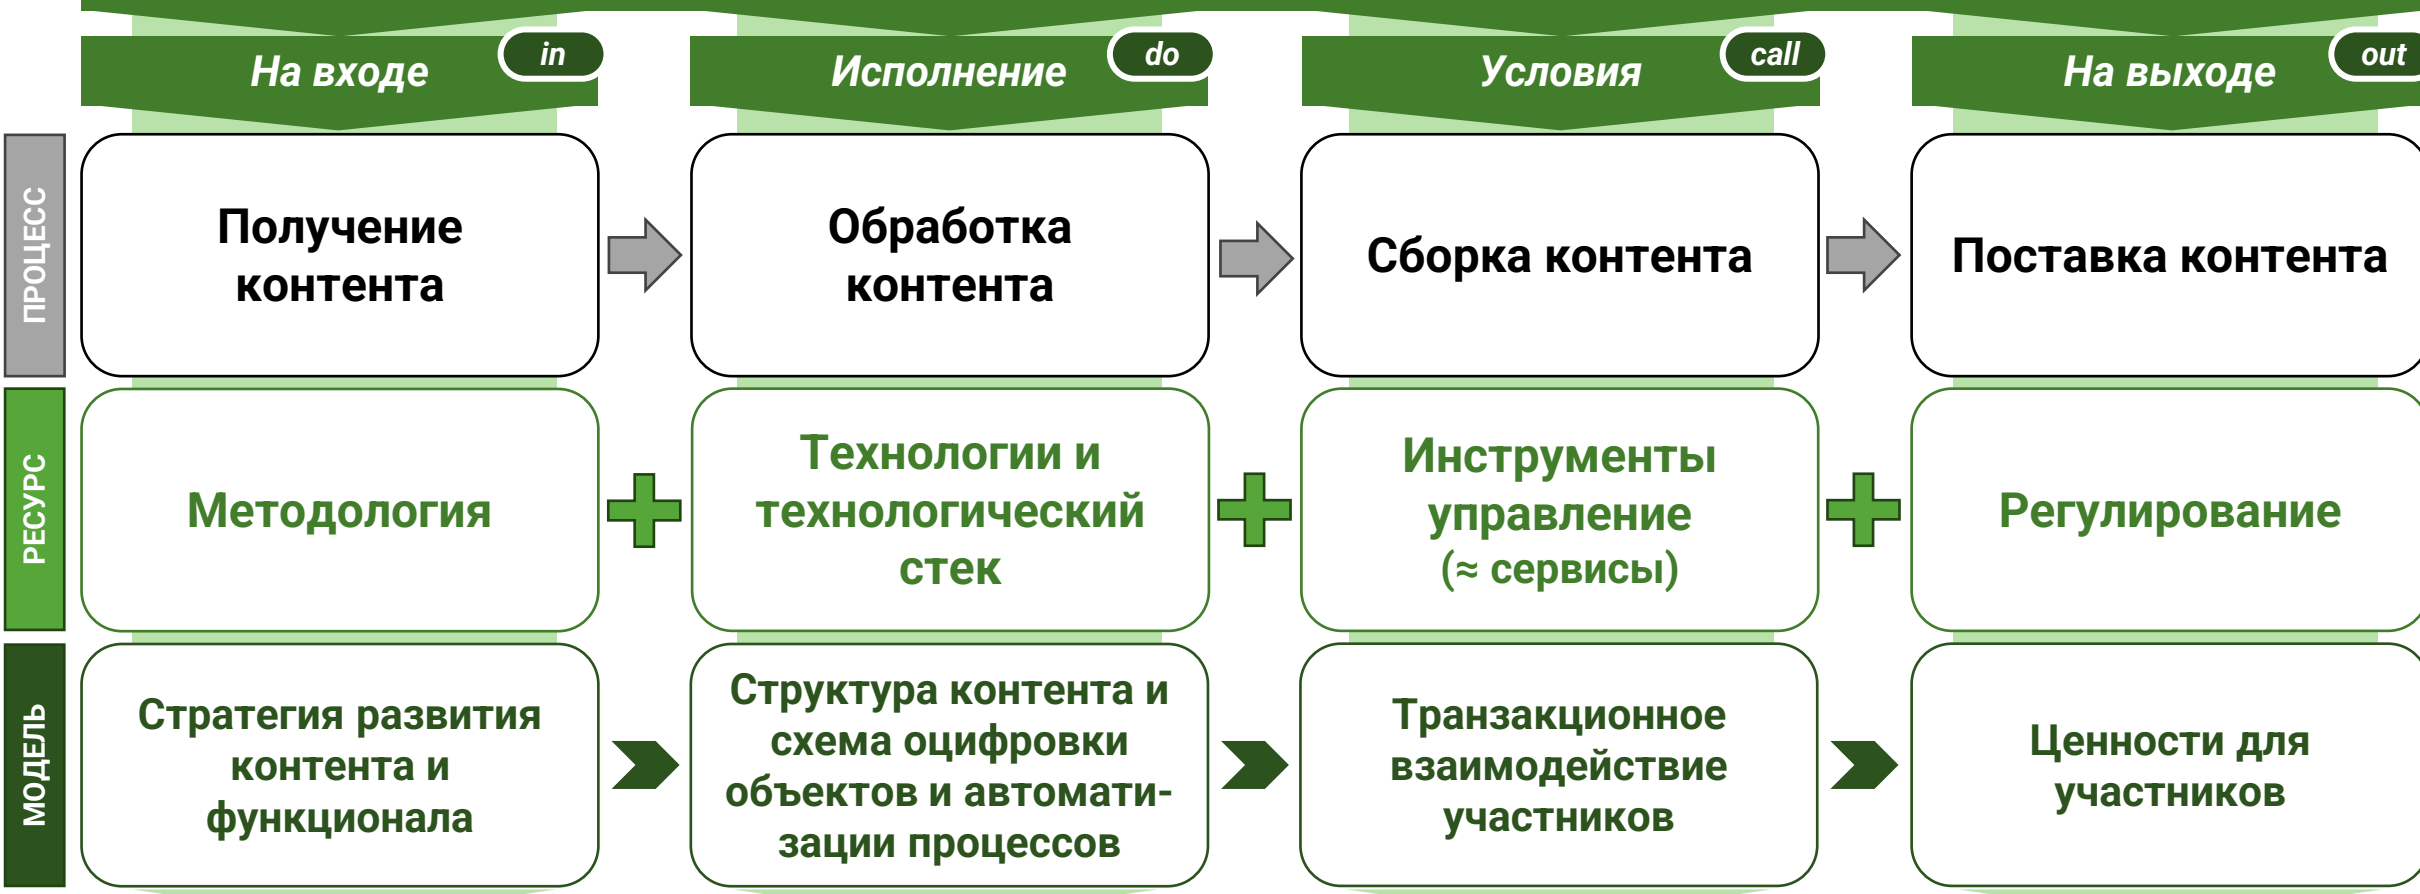 На входе
in
Исполнение
do
Условия
call
На выходе
out
ПРОЦЕСС
Получение
контента
Обработка
контента
Сборка контента
Поставка контента
РЕСУРС
Методология
Технологии и
технологический
стек
Инструменты
управление
(≈ сервисы)
Регулирование
МОДЕЛЬ
Стратегия развития
контента и
функционала
Структура контента и
схема оцифровки
объектов и автомати-
зации процессов
Транзакционное
взаимодействие
участников
Ценности для
участников